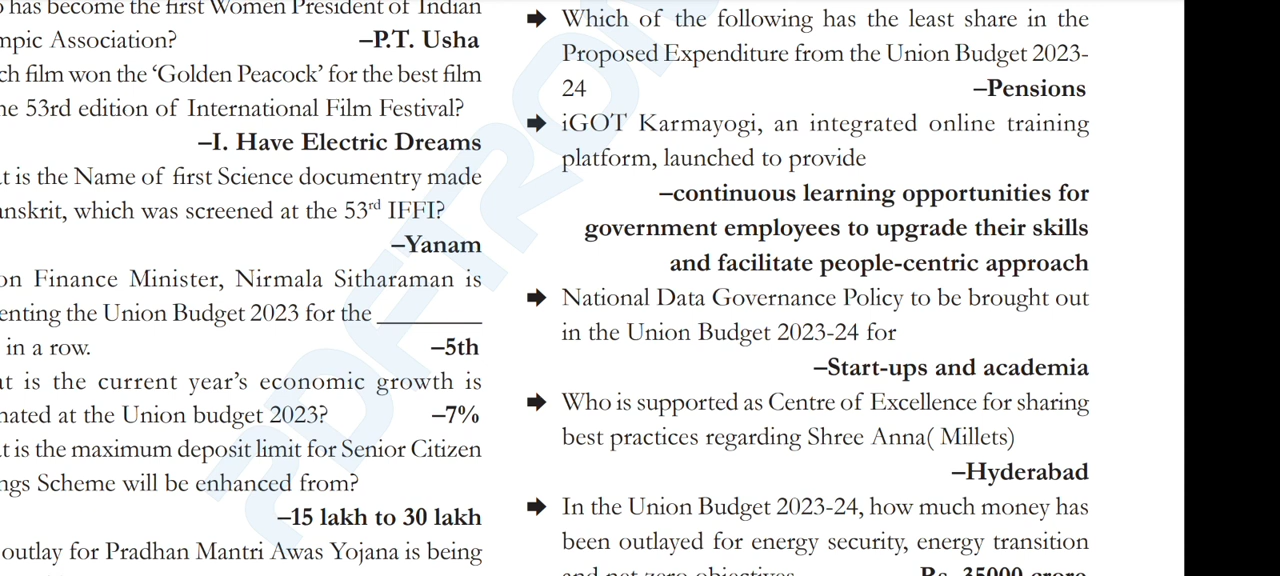 has become the first Women President of Indian
Association?
–P.T. Usha
film won the ‘Golden Peacock’ for the best film
53rd edition of International Film Festival?
–I. Have Electric Dreams
is the Name of first Science documentry made
which was screened at the 53rd IFFI?
–Yanam
Finance Minister, Nirmala Sitharaman is
the Union Budget 2023 for the ________
in a row.
–5th
is the current year’s economic growth is
at the Union budget 2023?
–7%
is the maximum deposit limit for Senior Citizen
Scheme will be enhanced from?
–15 lakh to 30 lakh
outlay for Pradhan Mantri Awas Yojana is being
➡ Which of the following has the least share in the
Proposed Expenditure from the Union Budget 2023-
24
–Pensions
➡ iGOT Karmayogi, an integrated online training
platform, launched to provide
–continuous learning opportunities for
government employees to upgrade their skills
and facilitate people-centric approach
➡ National Data Governance Policy to be brought out
in the Union Budget 2023-24 for
–Start-ups and academia
➡ Who is supported as Centre of Excellence for sharing
best practices regarding Shree Anna( Millets)
–Hyderabad
➡ In the Union Budget 2023-24, how much money has
been outlayed for energy security, energy transition
and net zero objectives
Rs. 35000 crore
PDFTRON